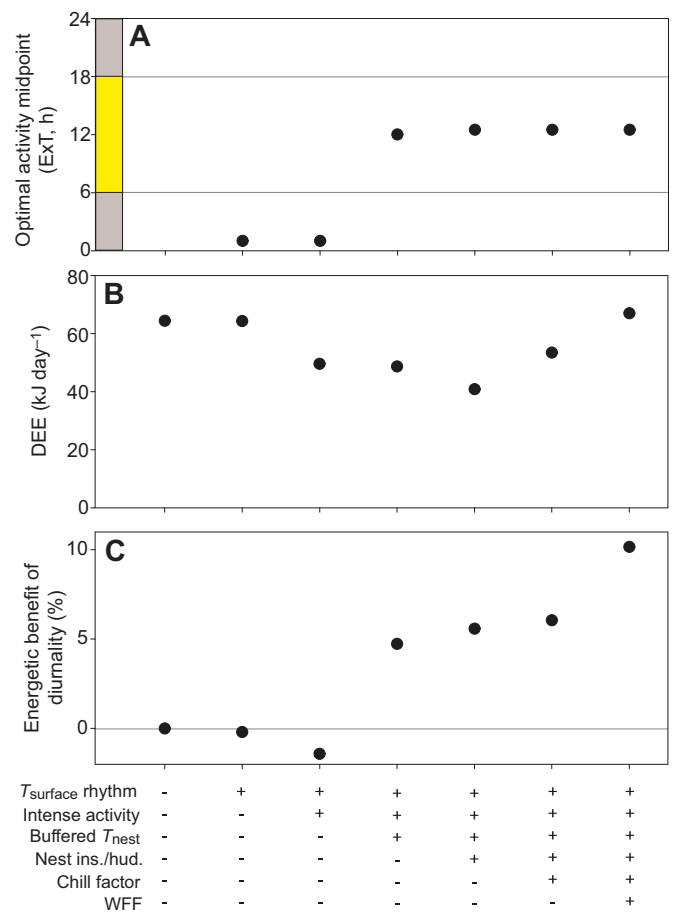 A
24
18
12
6
0
Optimal activity midpoint
(ExT, h)
B
80
60
40
20
0
DEE (kJ day–1)
C
10
5
0
Energetic benefit of
diurnality (%)
Tsurface rhythm - + + + + + +
Intense activity - - + + + + +
Buffered Tnest - - - + + + +
Nest ins./hud. - - - - + + +
Chill factor - - - - - + +
WFF - - - - - - +